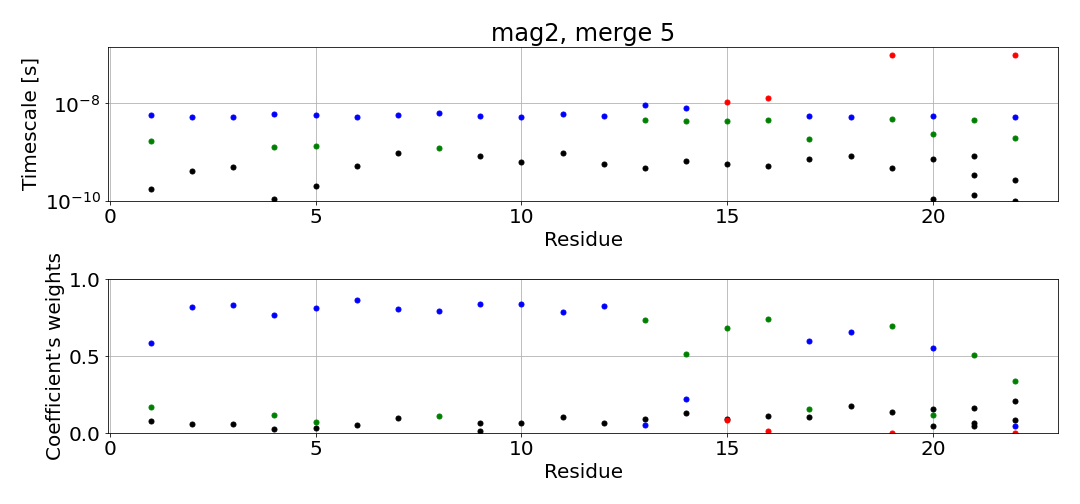 mag2, merge 5
Timescale [s]
10⁻⁸
10⁻¹⁰
0 5 10 15 20
Residue
Coefficient's weights
1.0
0.5
0.0
0 5 10 15 20
Residue